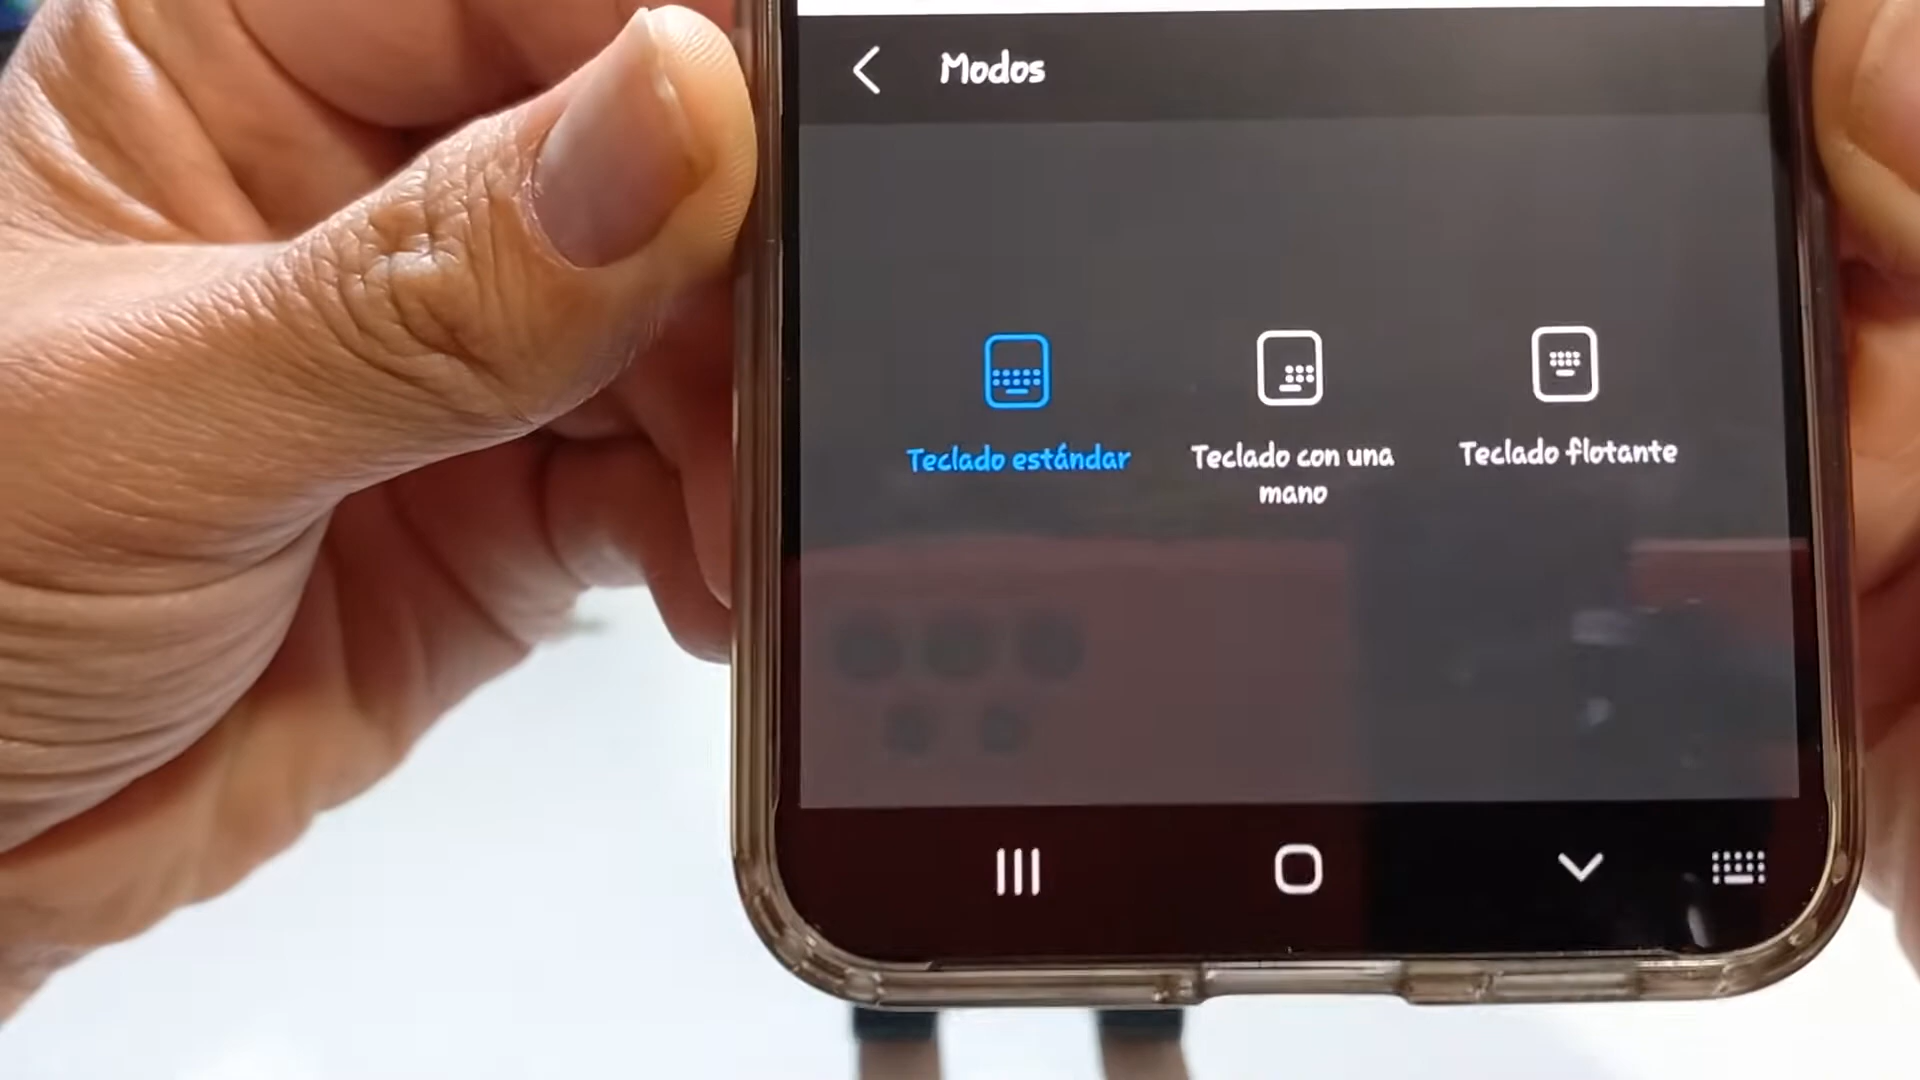 Modos
Teclado estándar
Teclado con una
mano
Teclado flotante